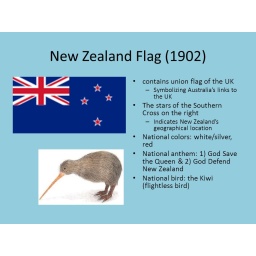 New Zealand Flag (1902)
• contains union flag of the UK
– Symbolizing Australia's links to
the UK
• The stars of the Southern
Cross on the right
– Indicates New Zealand's
geographical location
• National colors: white/silver,
red
• National anthem: 1) God Save
the Queen & 2) God Defend
New Zealand
• National bird: the Kiwi
(flightless bird)